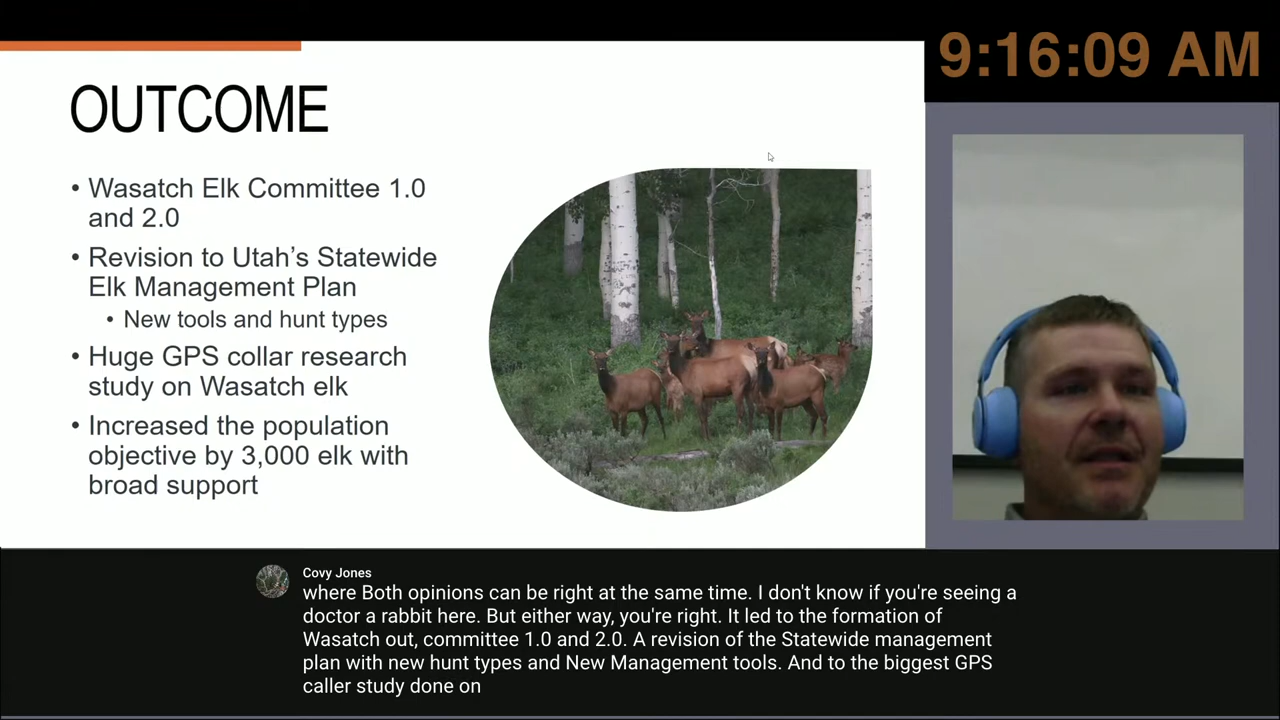 9:16:09 AM
OUTCOME
• Wasatch Elk Committee 1.0
and 2.0
• Revision to Utah’s Statewide
Elk Management Plan
• New tools and hunt types
• Huge GPS collar research
study on Wasatch elk
• Increased the population
objective by 3,000 elk with
broad support
Covy Jones
where Both opinions can be right at the same time. I don't know if you're seeing a
doctor a rabbit here. But either way, you're right. It led to the formation of
Wasatch out, committee 1.0 and 2.0. A revision of the Statewide management
plan with new hunt types and New Management tools. And to the biggest GPS
caller study done on